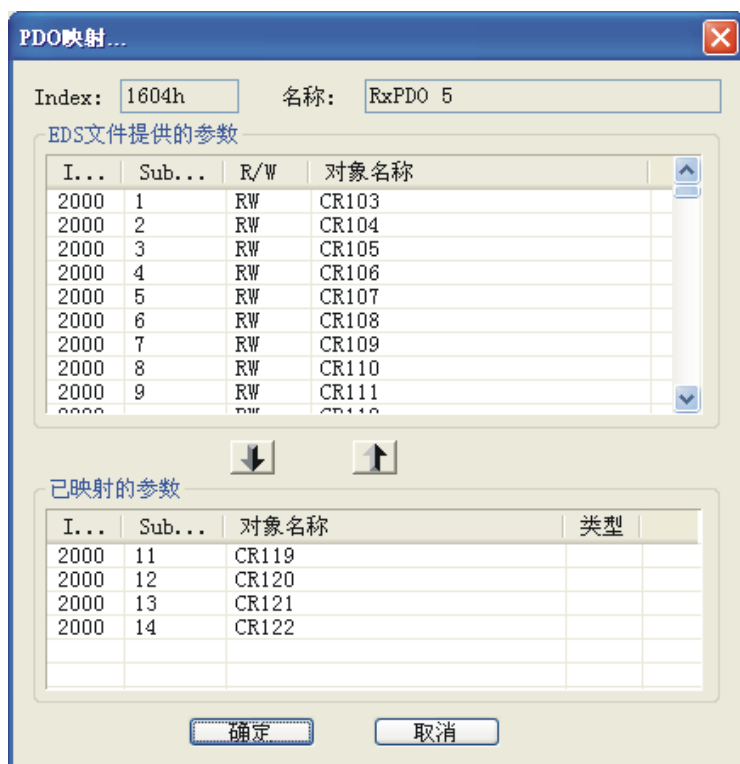 PDO映射...
Index: 1604h 名称: RxPDO 5
EDS文件提供的参数
I... Sub... R/W 对象名称
2000 1 RW CR103
2000 2 RW CR104
2000 3 RW CR105
2000 4 RW CR106
2000 5 RW CR107
2000 6 RW CR108
2000 7 RW CR109
2000 8 RW CR110
2000 9 RW CR111
已映射的参数
I... Sub... 对象名称 类型
2000 11 CR119
2000 12 CR120
2000 13 CR121
2000 14 CR122
确定 取消